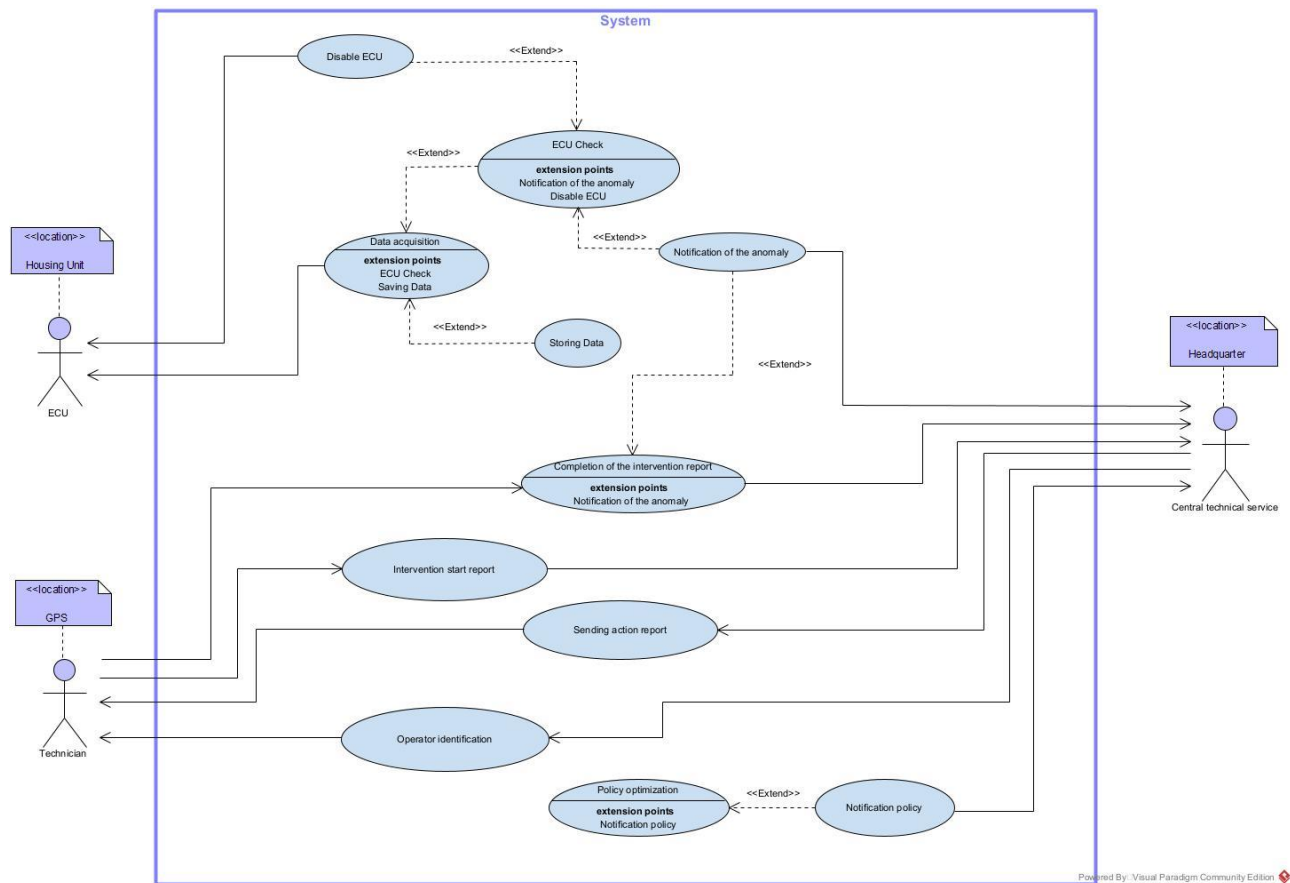 System
Disable ECU
<<Extend>>
ECU Check
extension points
Notification of the anomaly
Disable ECU
<<Extend>>
<<location>>
Housing Unit
Data acquisition
extension points
ECU Check
Saving Data
<<Extend>>
Notification of the anomaly
<<Extend>>
Storing Data
<<location>>
Headquarter
<<Extend>>
ECU
Completion of the intervention report
extension points
Notification of the anomaly
Central technical service
Intervention start report
<<location>>
GPS
Sending action report
Technician
Operator identification
Policy optimization
extension points
Notification policy
<<Extend>>
Notification policy
Powered By Visual Paradigm Community Edition